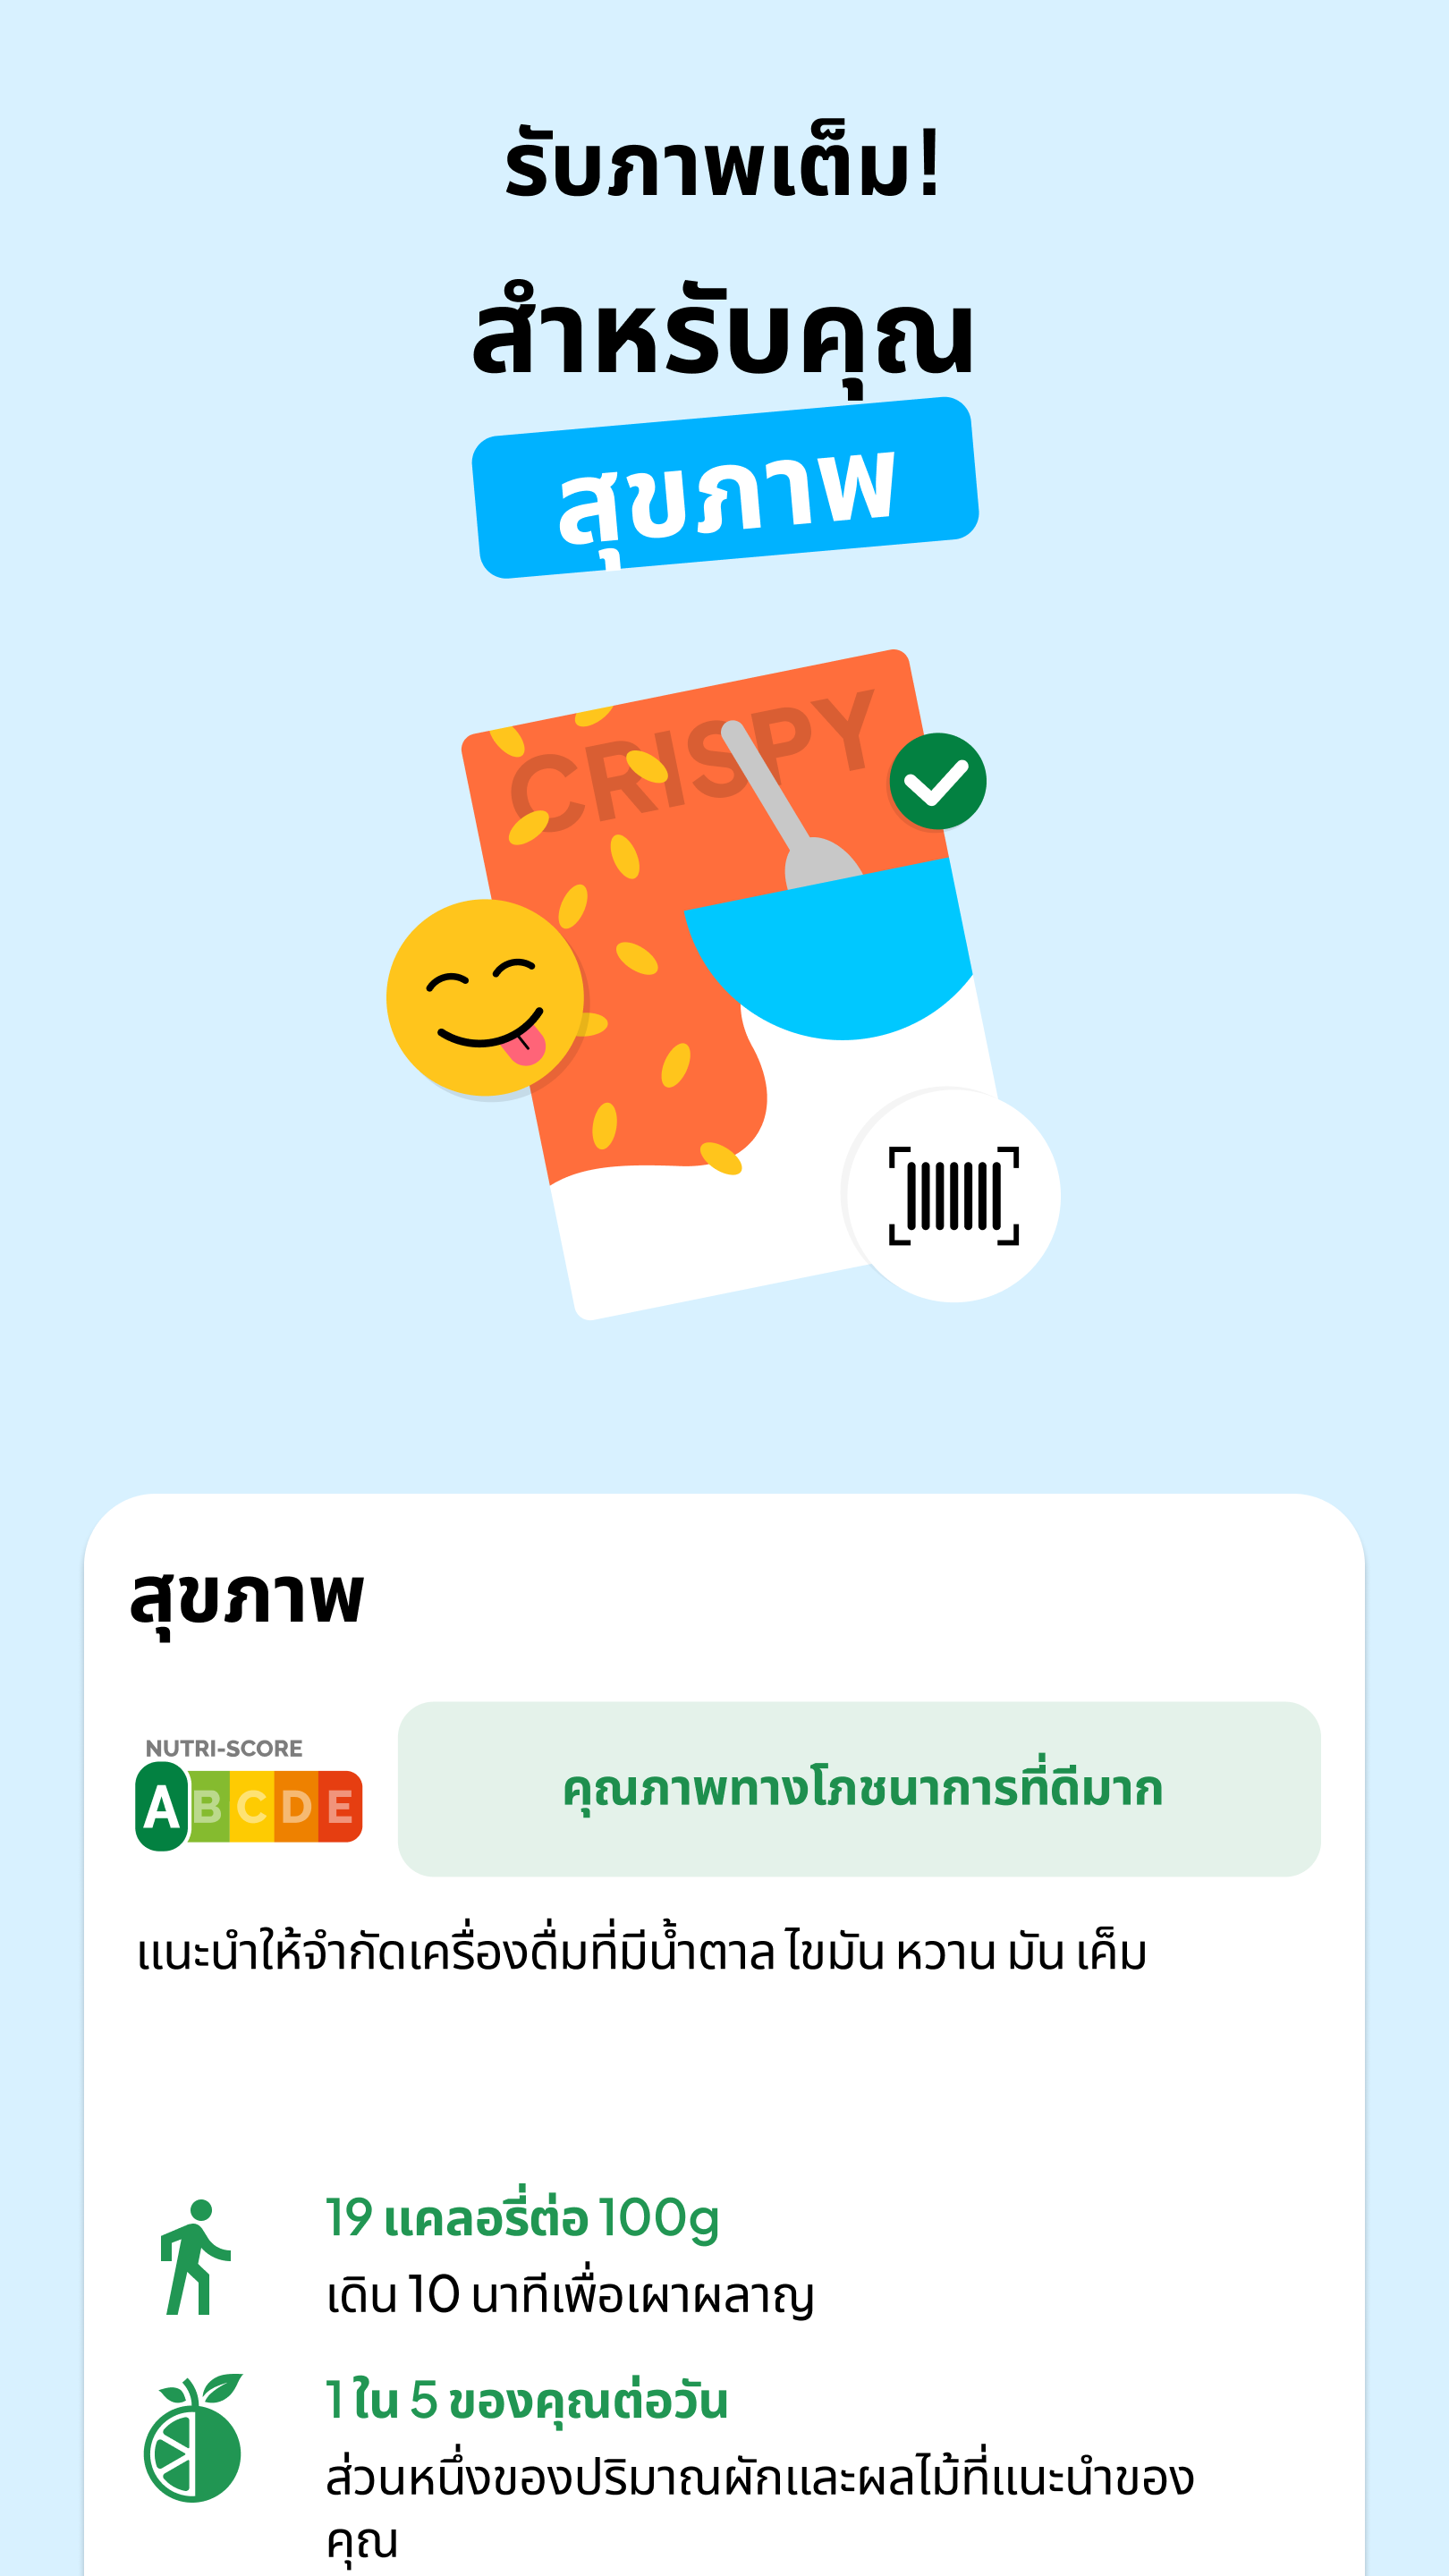 รับภาพเต็ม!
สำหรับคุณ
สุขภาพ
CRISPY
สุขภาพ
NUTRI-SCORE
A B C D E
คุณภาพทางโภชนาการที่ดีมาก
แนะนำให้จำกัดเครื่องดื่มที่มีน้ำตาล ไขมัน หวาน มัน เค็ม
19 แคลอรี่ต่อ 100g
เดิน 10 นาทีเพื่อเผาผลาญ
1 ใน 5 ของคุณต่อวัน
ส่วนหนึ่งของปริมาณผักและผลไม้ที่แนะนำของ
คุณ